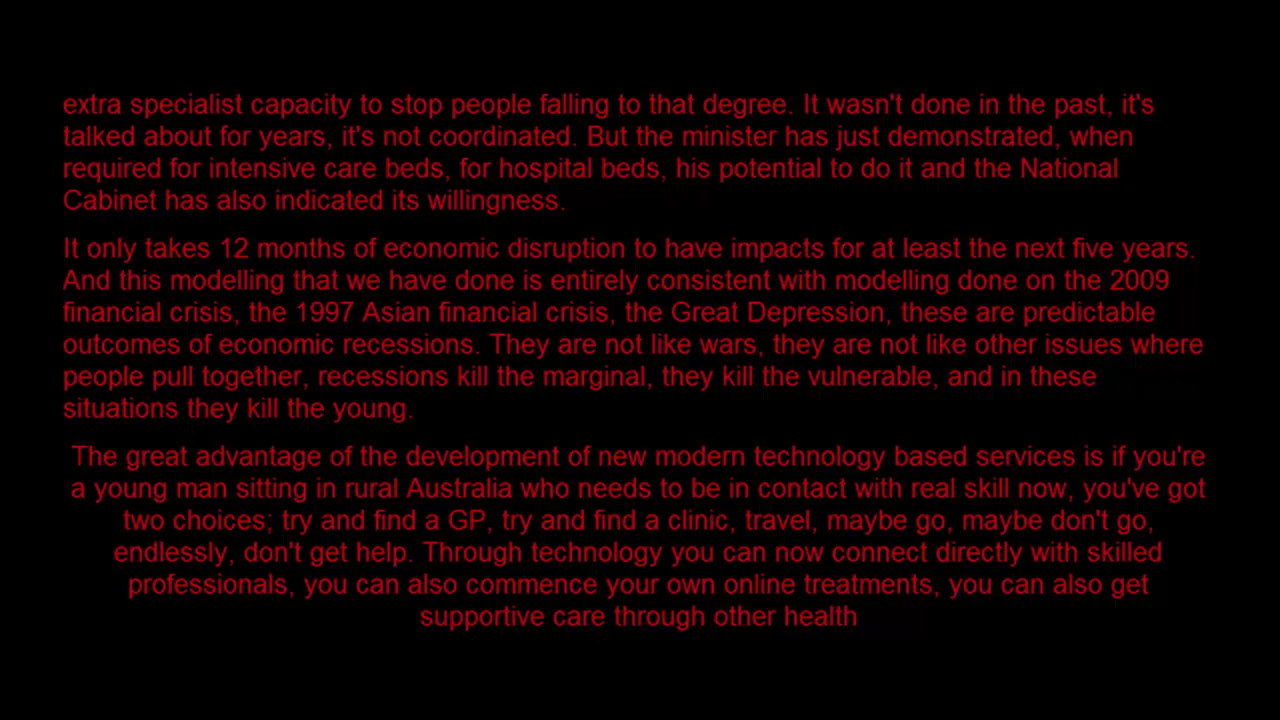 extra specialist capacity to stop people falling to that degree. It wasn't done in the past, it's
talked about for years, it's not coordinated. But the minister has just demonstrated, when
required for intensive care beds, for hospital beds, his potential to do it and the National
Cabinet has also indicated its willingness.
It only takes 12 months of economic disruption to have impacts for at least the next five years.
And this modelling that we have done is entirely consistent with modelling done on the 2009
financial crisis, the 1997 Asian financial crisis, the Great Depression, these are predictable
outcomes of economic recessions. They are not like wars, they are not like other issues where
people pull together, recessions kill the marginal, they kill the vulnerable, and in these
situations they kill the young.
The great advantage of the development of new modern technology based services is if you're
a young man sitting in rural Australia who needs to be in contact with real skill now, you've got
two choices; try and find a GP, try and find a clinic, travel, maybe go, maybe don't go,
endlessly, don't get help. Through technology you can now connect directly with skilled
professionals, you can also commence your own online treatments, you can also get
supportive care through other health